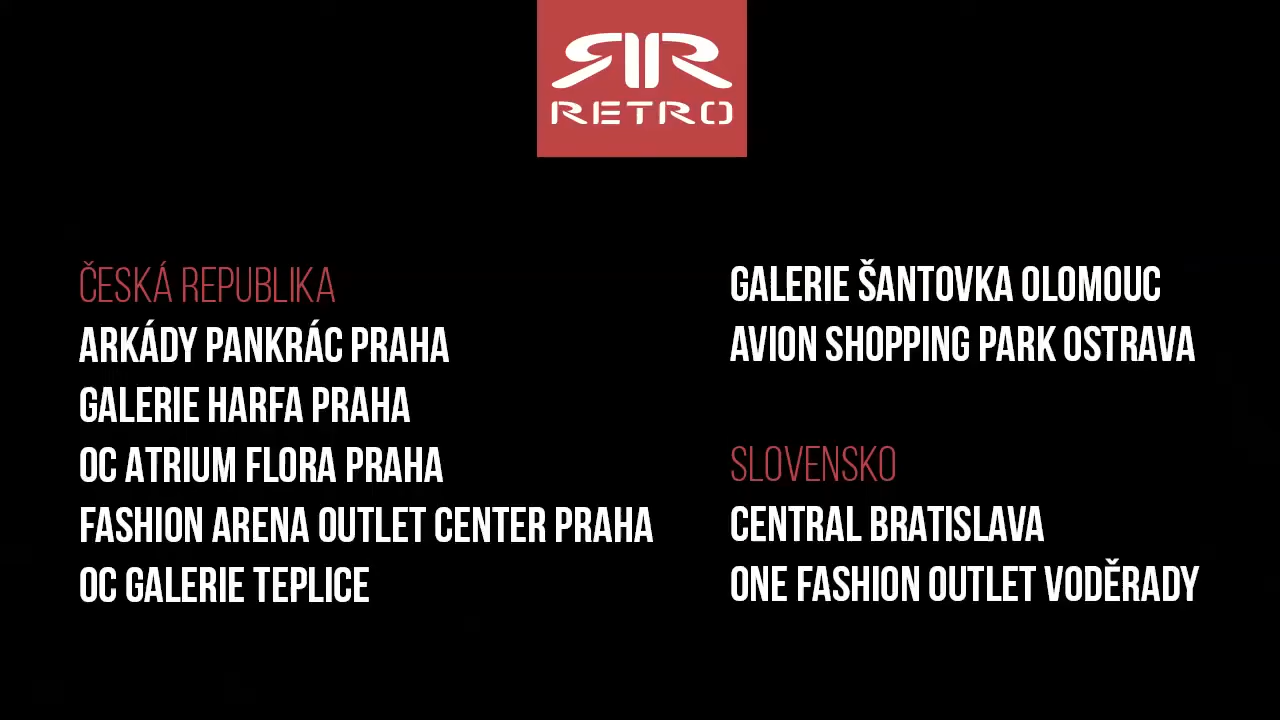 RETRO
ČESKÁ REPUBLIKA
ARKÁDY PANKRÁC PRAHA
GALERIE HARFA PRAHA
OC ATRIUM FLORA PRAHA
FASHION ARENA OUTLET CENTER PRAHA
OC GALERIE TEPLICE
GALERIE ŠANTOVKA OLOMOUC
AVION SHOPPING PARK OSTRAVA
SLOVENSKO
CENTRAL BRATISLAVA
ONE FASHION OUTLET VODĚRADY